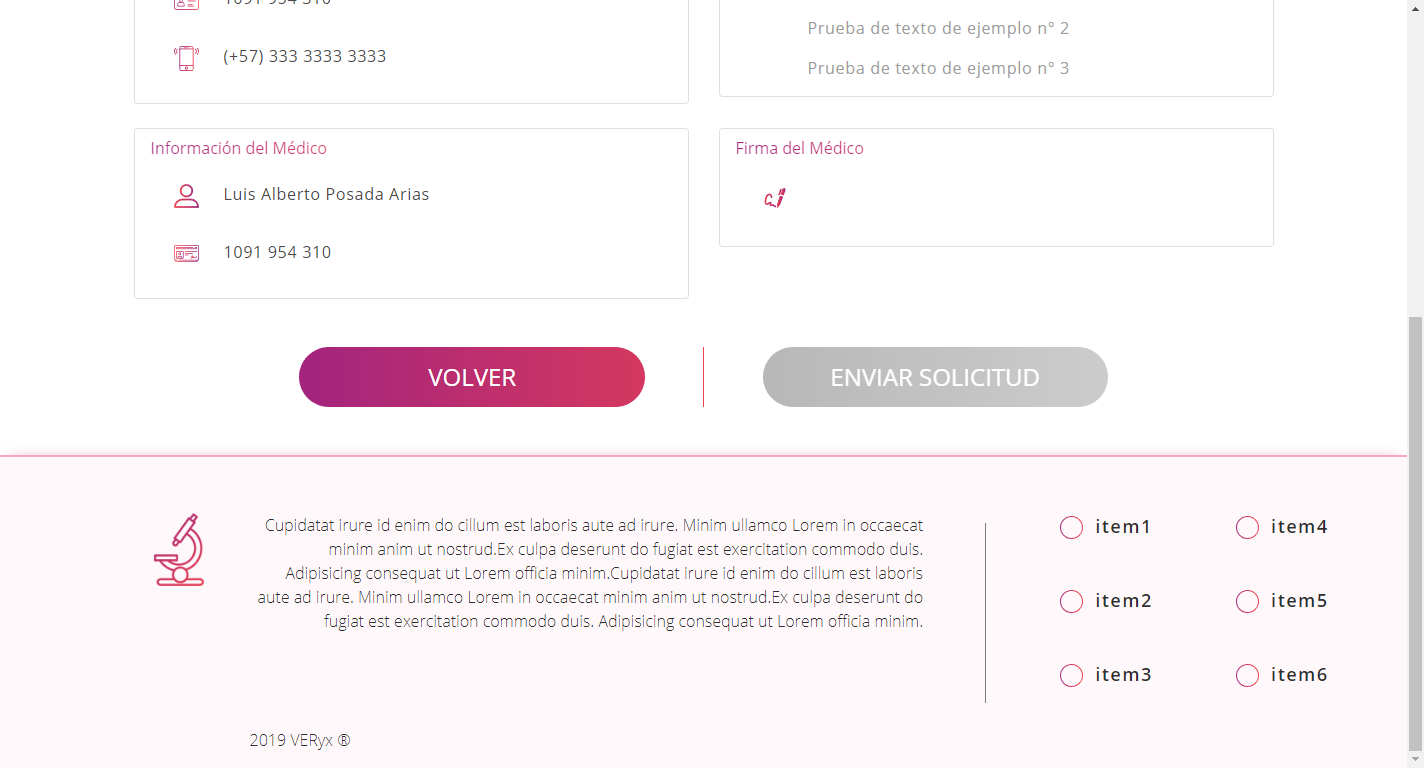 1091 954 310
(+57) 333 3333 3333
Prueba de texto de ejemplo n° 2
Prueba de texto de ejemplo n° 3
Información del Médico
Luis Alberto Posada Arias
1091 954 310
Firma del Médico
VOLVER
ENVIAR SOLICITUD
Cupidatat irure id enim do cillum est laboris aute ad irure. Minim ullamco Lorem in occaecat
minim anim ut nostrud.Ex culpa deserunt do fugiat est exercitation commodo duis.
Adipisicing consequat ut Lorem officia minim.Cupidatat irure id enim do cillum est laboris
aute ad irure. Minim ullamco Lorem in occaecat minim anim ut nostrud.Ex culpa deserunt do
fugiat est exercitation commodo duis. Adipisicing consequat ut Lorem officia minim.
item1
item4
item2
item5
item3
item6
2019 VERyx ®